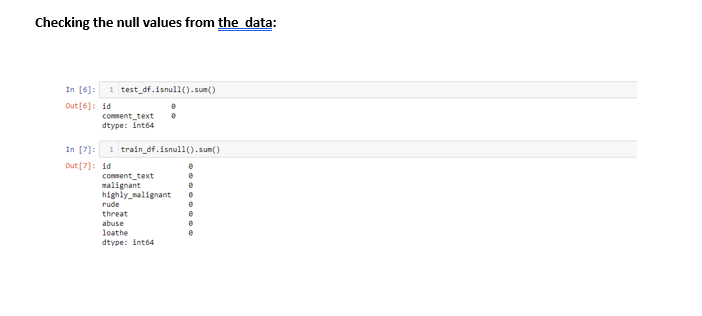 Checking the null values from the data:
In [6]: 1 test_df.isnull().sum()
Out[6]: id 0
comment_text 0
dtype: int64
In [7]: 1 train_df.isnull().sum()
Out[7]: id 0
comment_text 0
malignant 0
highly_malignant 0
rude 0
threat 0
abuse 0
loathe 0
dtype: int64